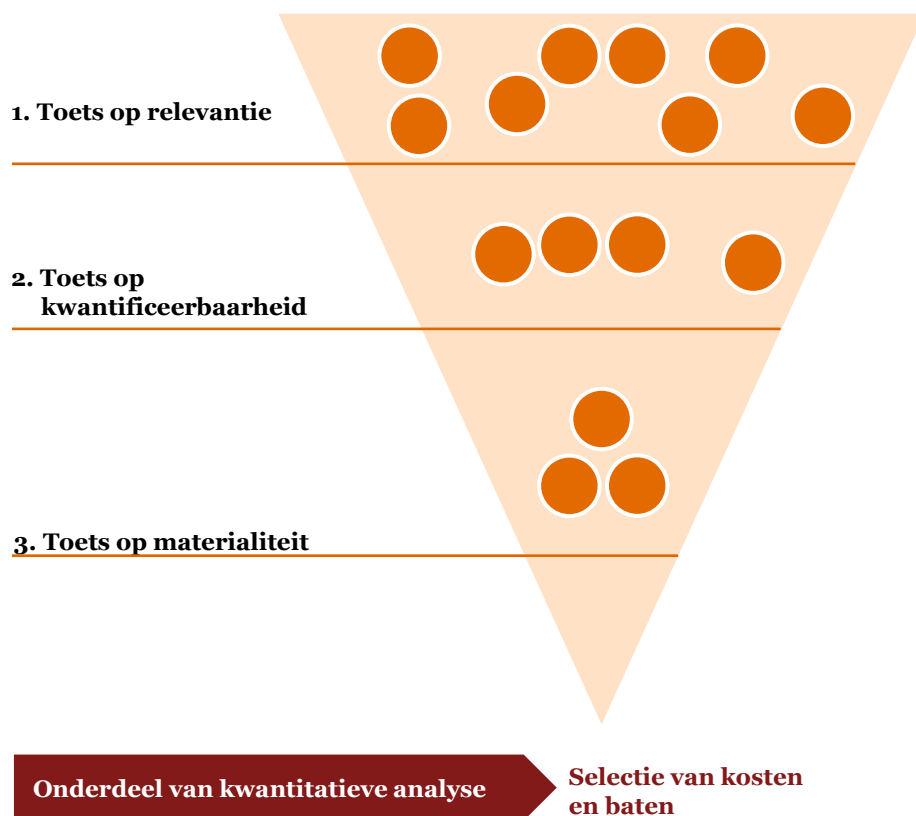 1. Toets op relevantie
2. Toets op
kwantificeerbaarheid
3. Toets op materialiteit
Onderdeel van kwantitatieve analyse
Selectie van kosten
en baten